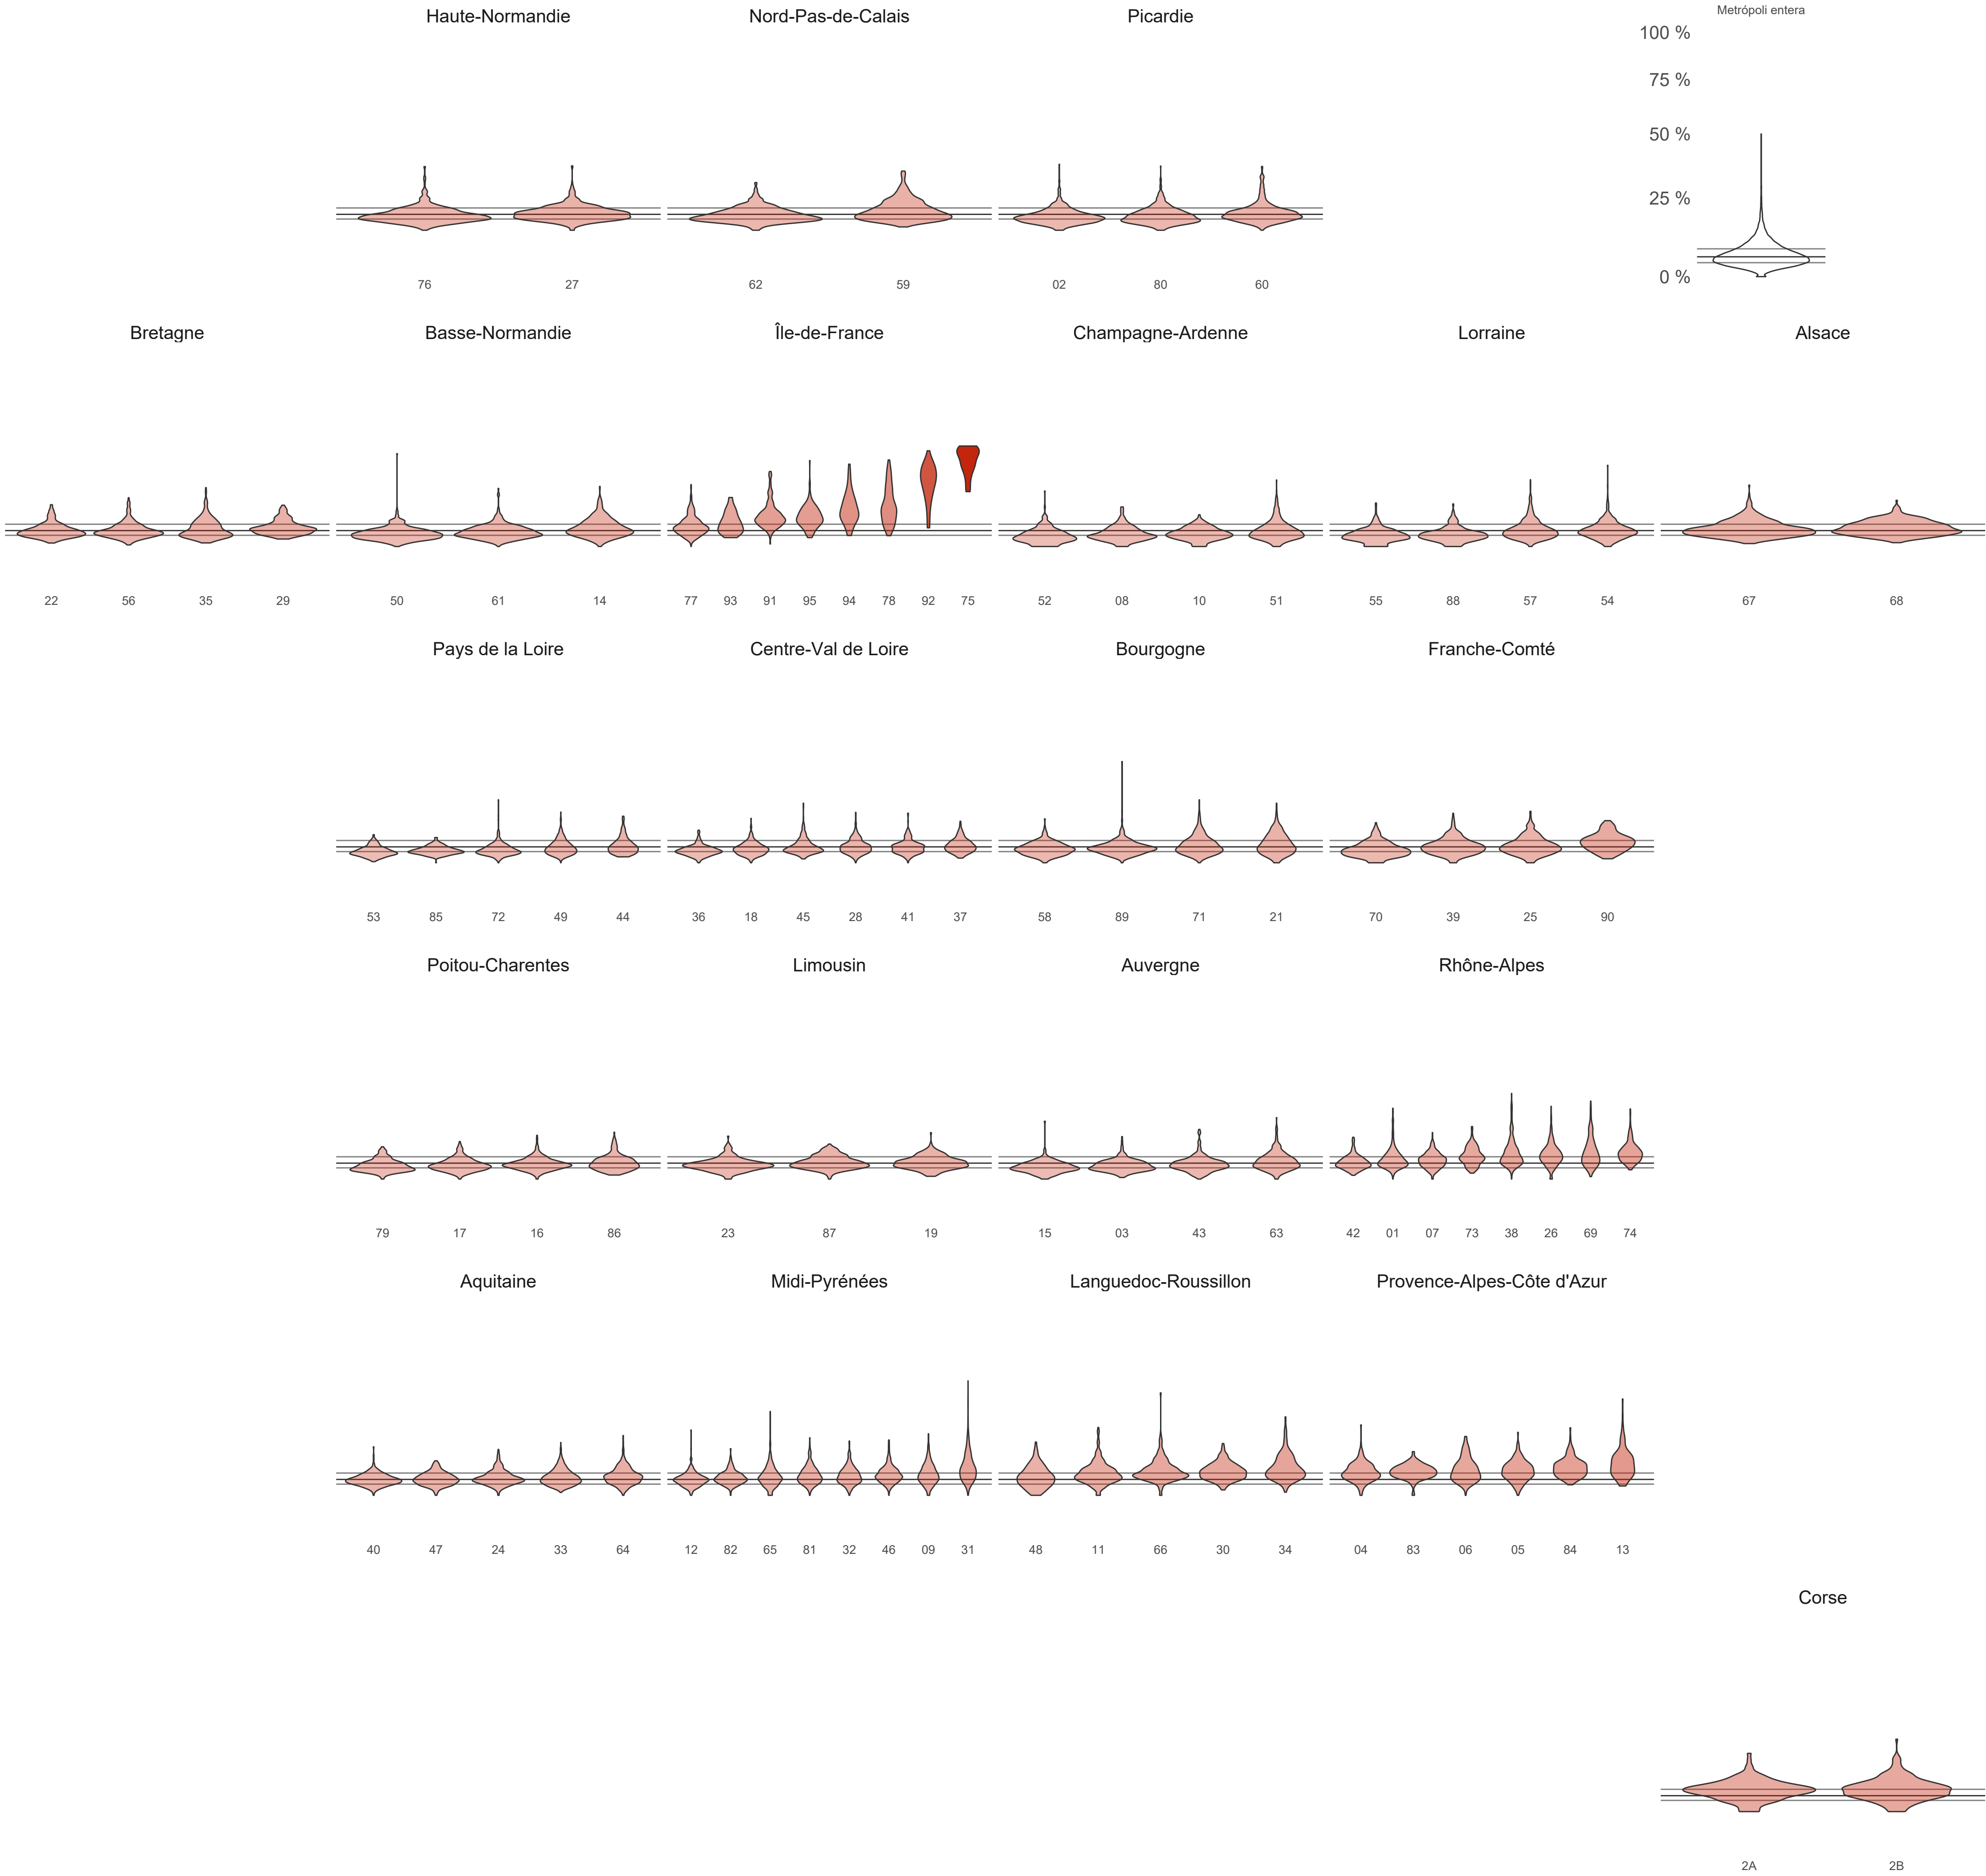 Haute-Normandie Nord-Pas-de-Calais Picardie Metrópoli entera
100 %
75 %
50 %
25 %
0 %
76 27 62 59 02 80 60
Bretagne Basse-Normandie Île-de-France Champagne-Ardenne Lorraine Alsace
22 56 35 29 50 61 14 77 93 91 95 94 78 92 75 52 08 10 51 55 88 57 54 67 68
Pays de la Loire Centre-Val de Loire Bourgogne Franche-Comté
53 85 72 49 44 36 18 45 28 41 37 58 89 71 21 70 39 25 90
Poitou-Charentes Limousin Auvergne Rhône-Alpes
79 17 16 86 23 87 19 15 03 43 63 42 01 07 73 38 26 69 74
Aquitaine Midi-Pyrénées Languedoc-Roussillon Provence-Alpes-Côte d'Azur
40 47 24 33 64 12 82 65 81 32 46 09 31 48 11 66 30 34 04 83 06 05 84 13
Corse
2A 2B